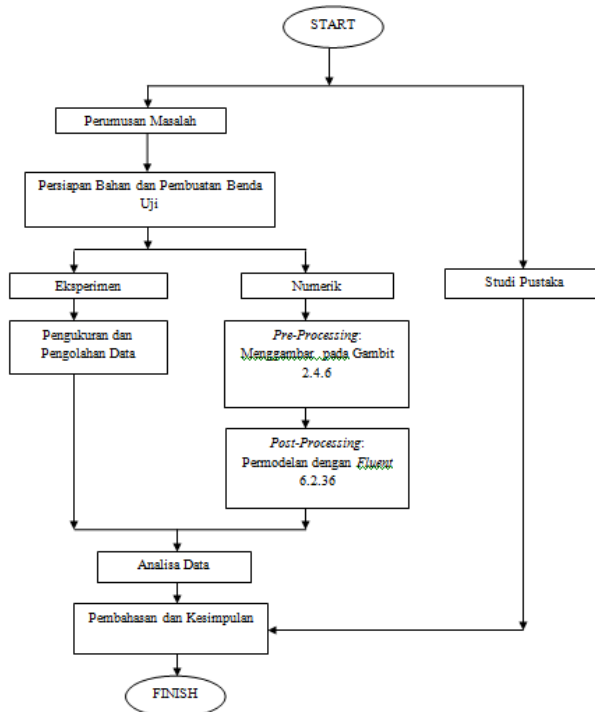 START
Perumusan Masalah
Persiapan Bahan dan Pembuatan Benda
Uji
Eksperimen
Numerik
Studi Pustaka
Pengukuran dan
Pengolahan Data
Pre-Processing:
Menggambar pada Gambit
2.4.6
Post-Processing:
Permodelan dengan Fluent
6.2.36
Analisa Data
Pembahasan dan Kesimpulan
FINISH